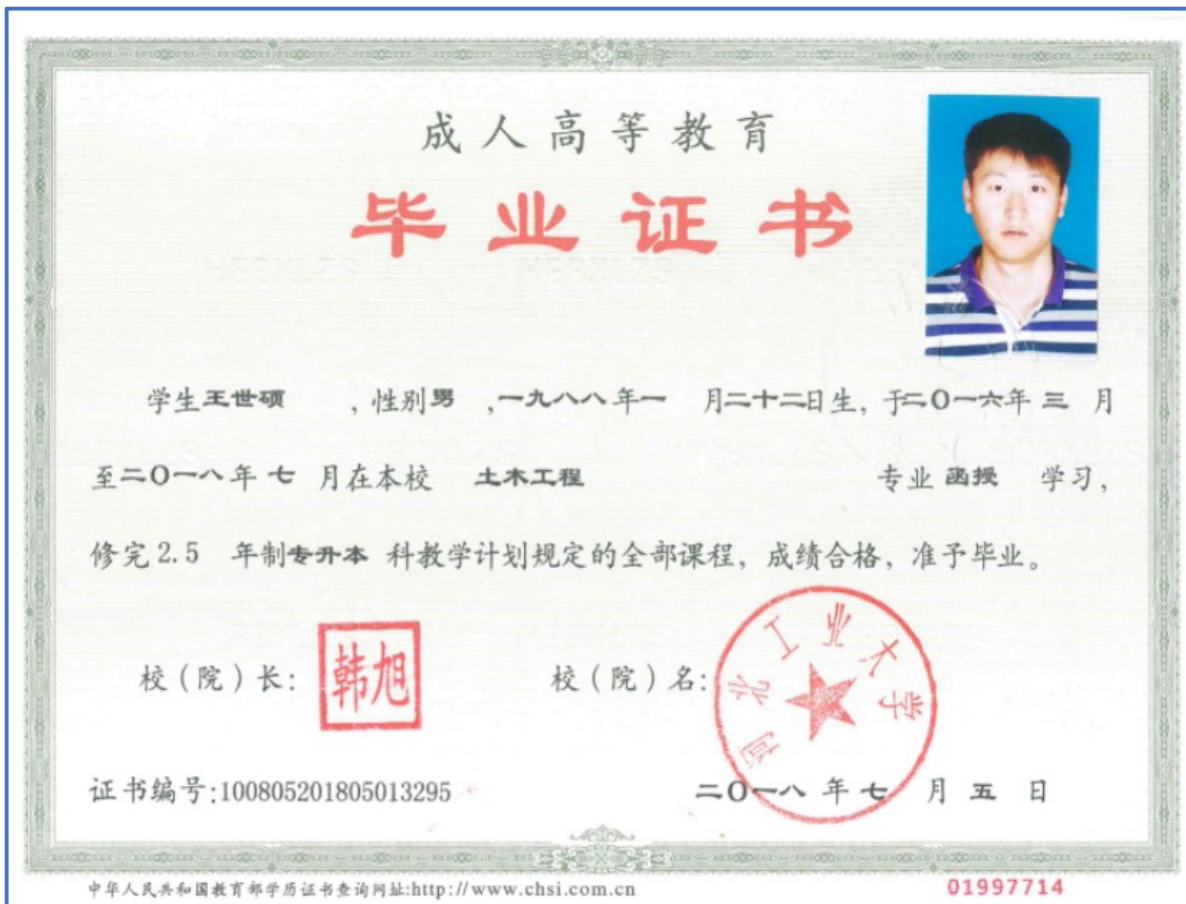 成人高等教育
毕业证书
学生王世硕 ，性别男 ，一九八八年一 月二十二日生，于二〇一六年 三 月
至二〇一八年 七 月在本校 土木工程 专业 函授 学习，
修完2.5 年制专升本 科教学计划规定的全部课程，成绩合格，准予毕业。
校（院）长： 韩旭 校（院）名： 河北工业大学
证书编号:100805201805013295 二〇一八 年 七 月 五 日
中华人民共和国教育部学历证书查询网址:http://www.chsi.com.cn 01997714